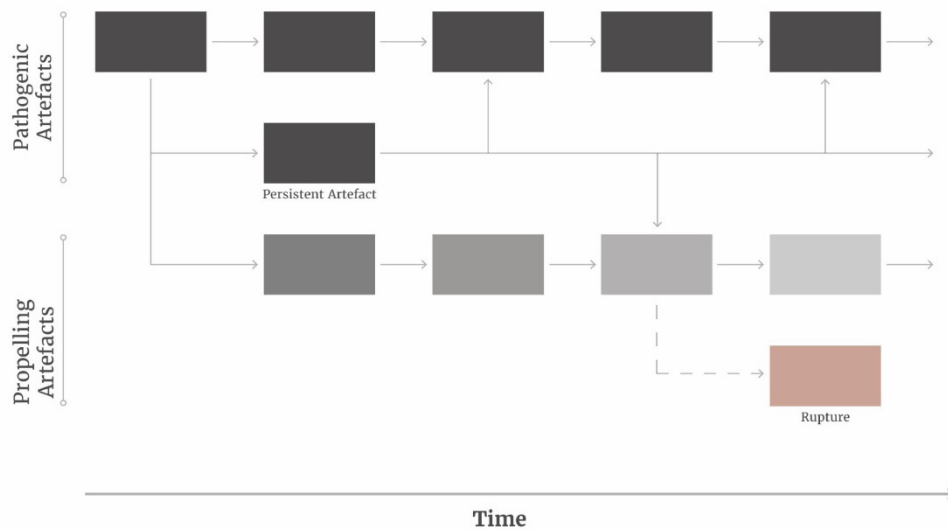 Pathogenic
Artefacts
Persistent Artefact
Propelling
Artefacts
Rupture
Time